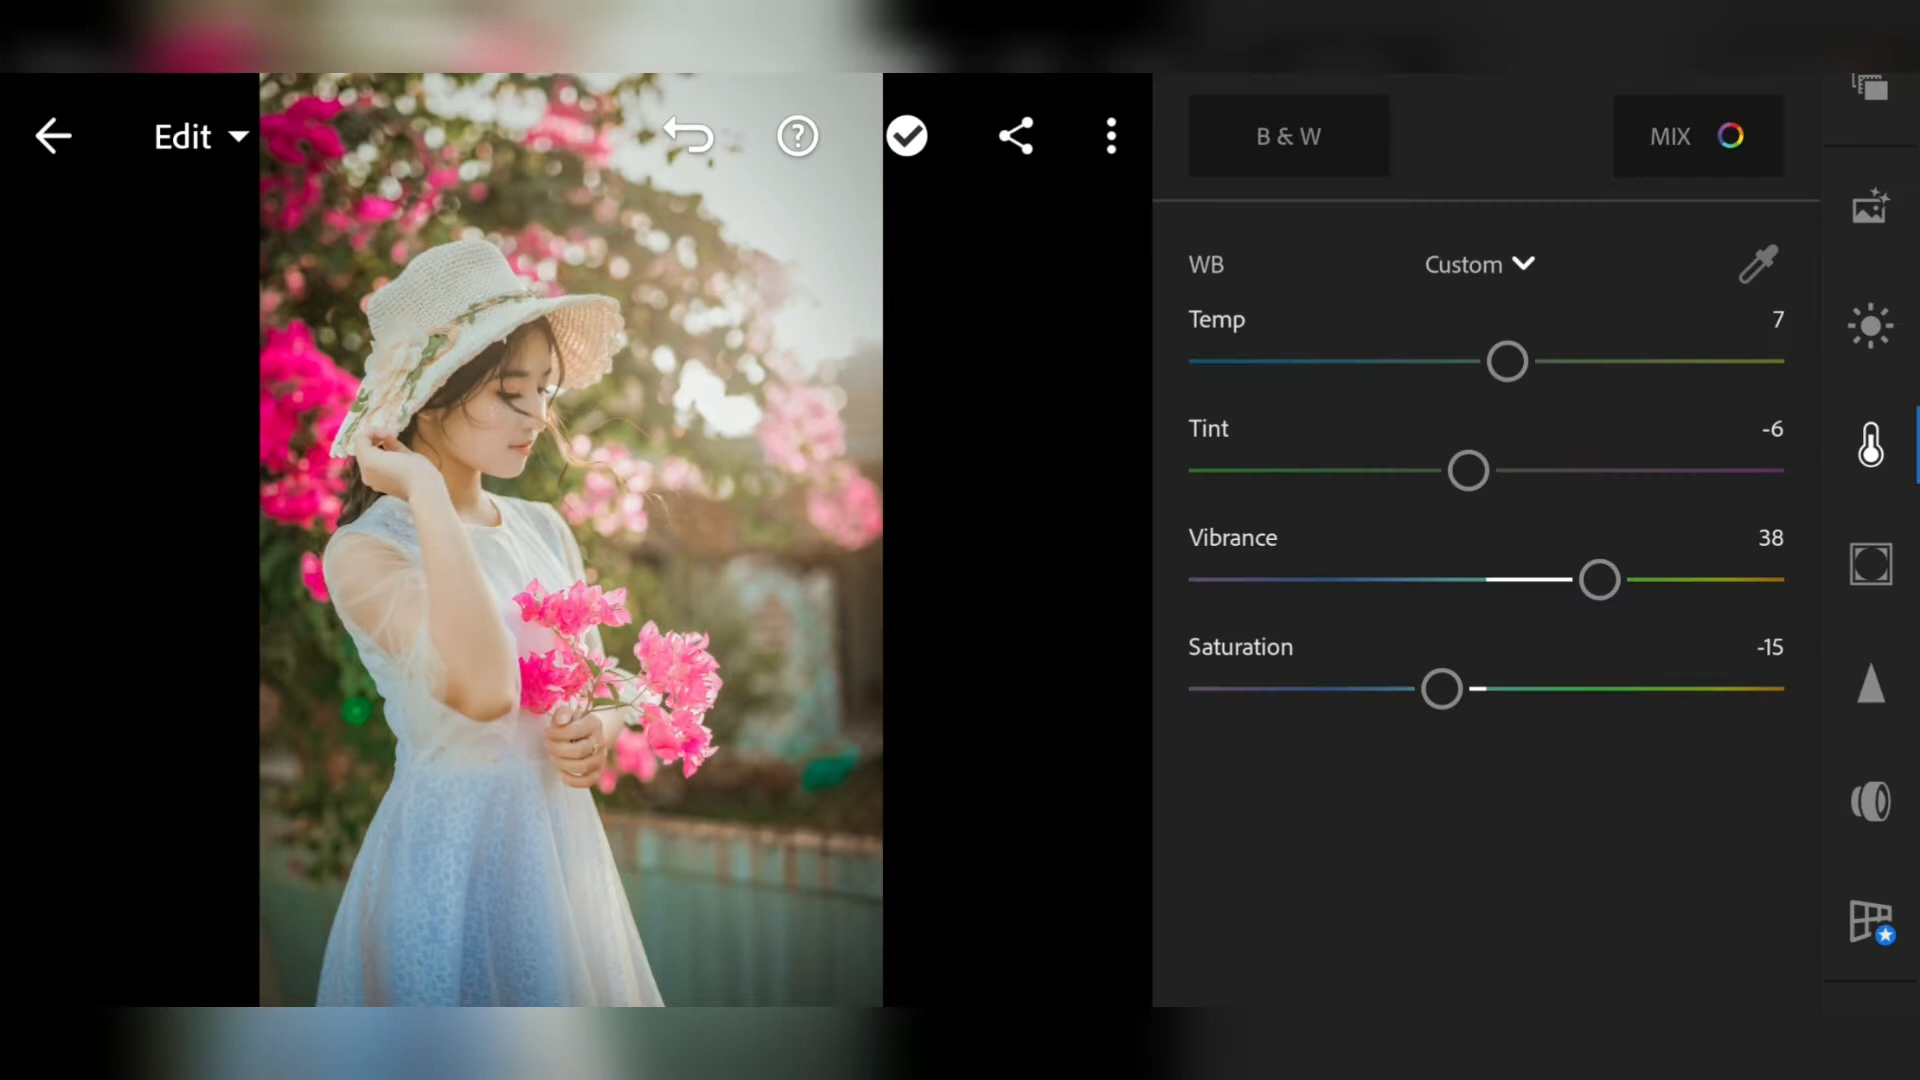 Edit
B & W
MIX
WB
Custom
Temp
7
Tint
-6
Vibrance
38
Saturation
-15